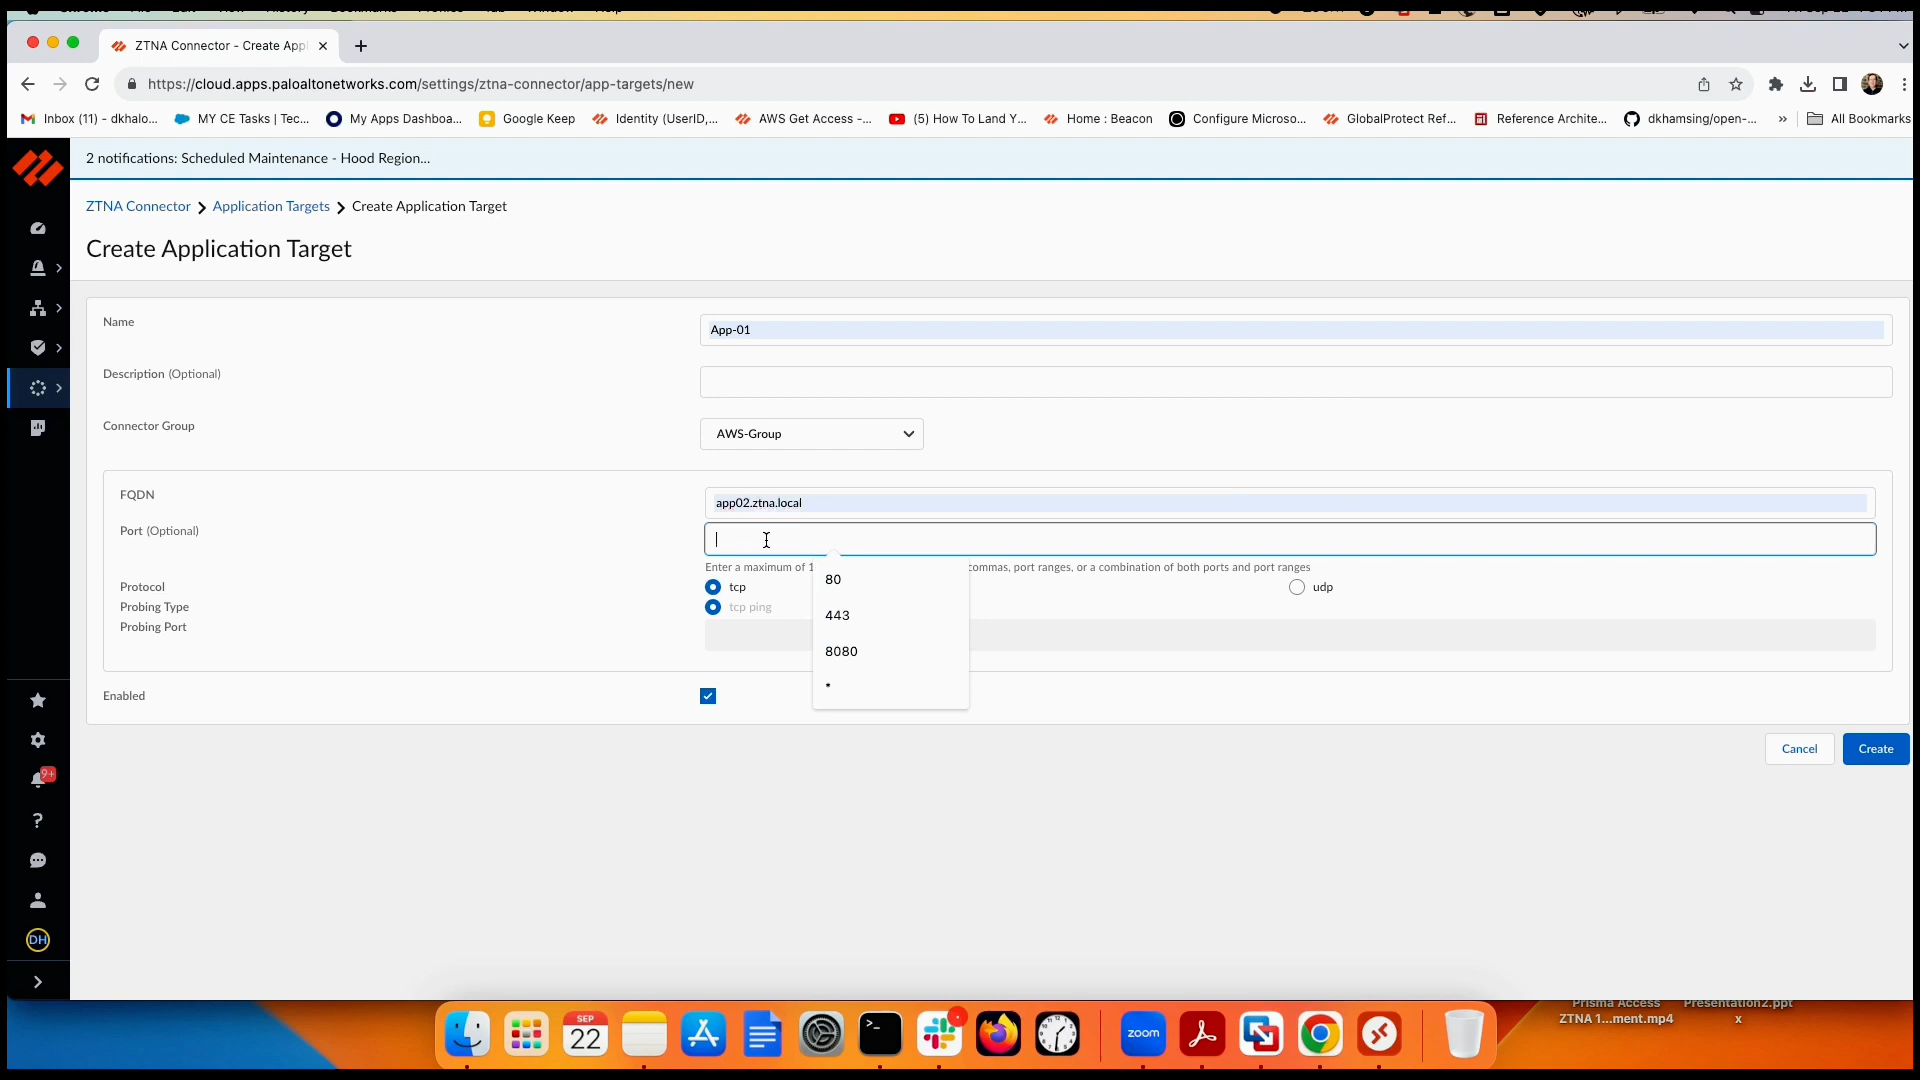 ZTNA Connector - Create App
https://cloud.apps.paloaltonetworks.com/settings/ztna-connector/app-targets/new
Inbox (11) - dkhalo...
MY CE Tasks | Tec...
My Apps Dashboa...
Google Keep
Identity (UserID,...
AWS Get Access -...
(5) How To Land Y...
Home : Beacon
Configure Microso...
GlobalProtect Ref...
Reference Archite...
dkhamsing/open-...
»
All Bookmarks
2 notifications: Scheduled Maintenance - Hood Region...
ZTNA Connector > Application Targets > Create Application Target
Create Application Target
Name
App-01
Description (Optional)
Connector Group
AWS-Group
FQDN
app02.ztna.local
Port (Optional)
Enter a maximum of 1
commas, port ranges, or a combination of both ports and port ranges
80
443
8080
*
Protocol
tcp
udp
Probing Type
tcp ping
Probing Port
Enabled
Cancel
Create
9+
DH
SEP
22
zoom
Prisma Access
ZTNA 1...ment.mp4
Presentation2.ppt
x